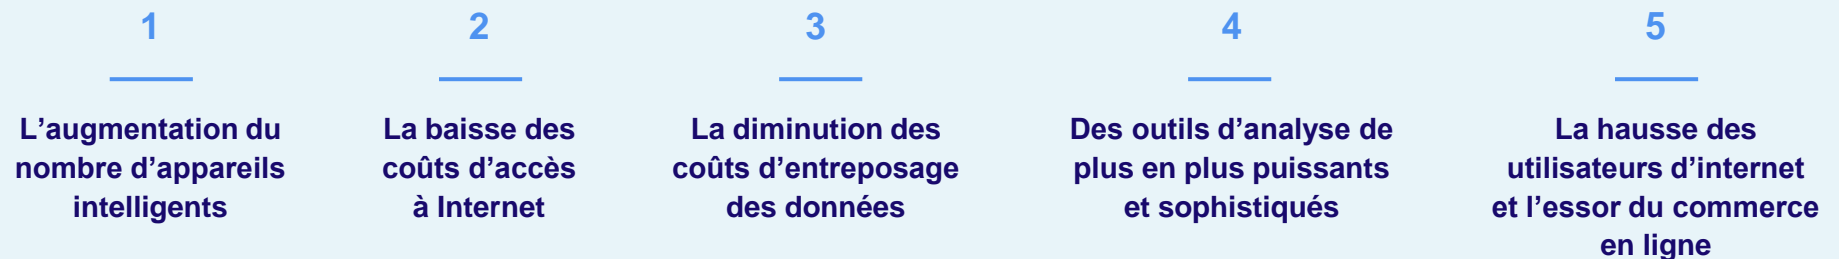 1
L’augmentation du
nombre d’appareils
intelligents
2
La baisse des
coûts d’accès
à Internet
3
La diminution des
coûts d’entreposage
des données
4
Des outils d’analyse de
plus en plus puissants
et sophistiqués
5
La hausse des
utilisateurs d’internet
et l’essor du commerce
en ligne